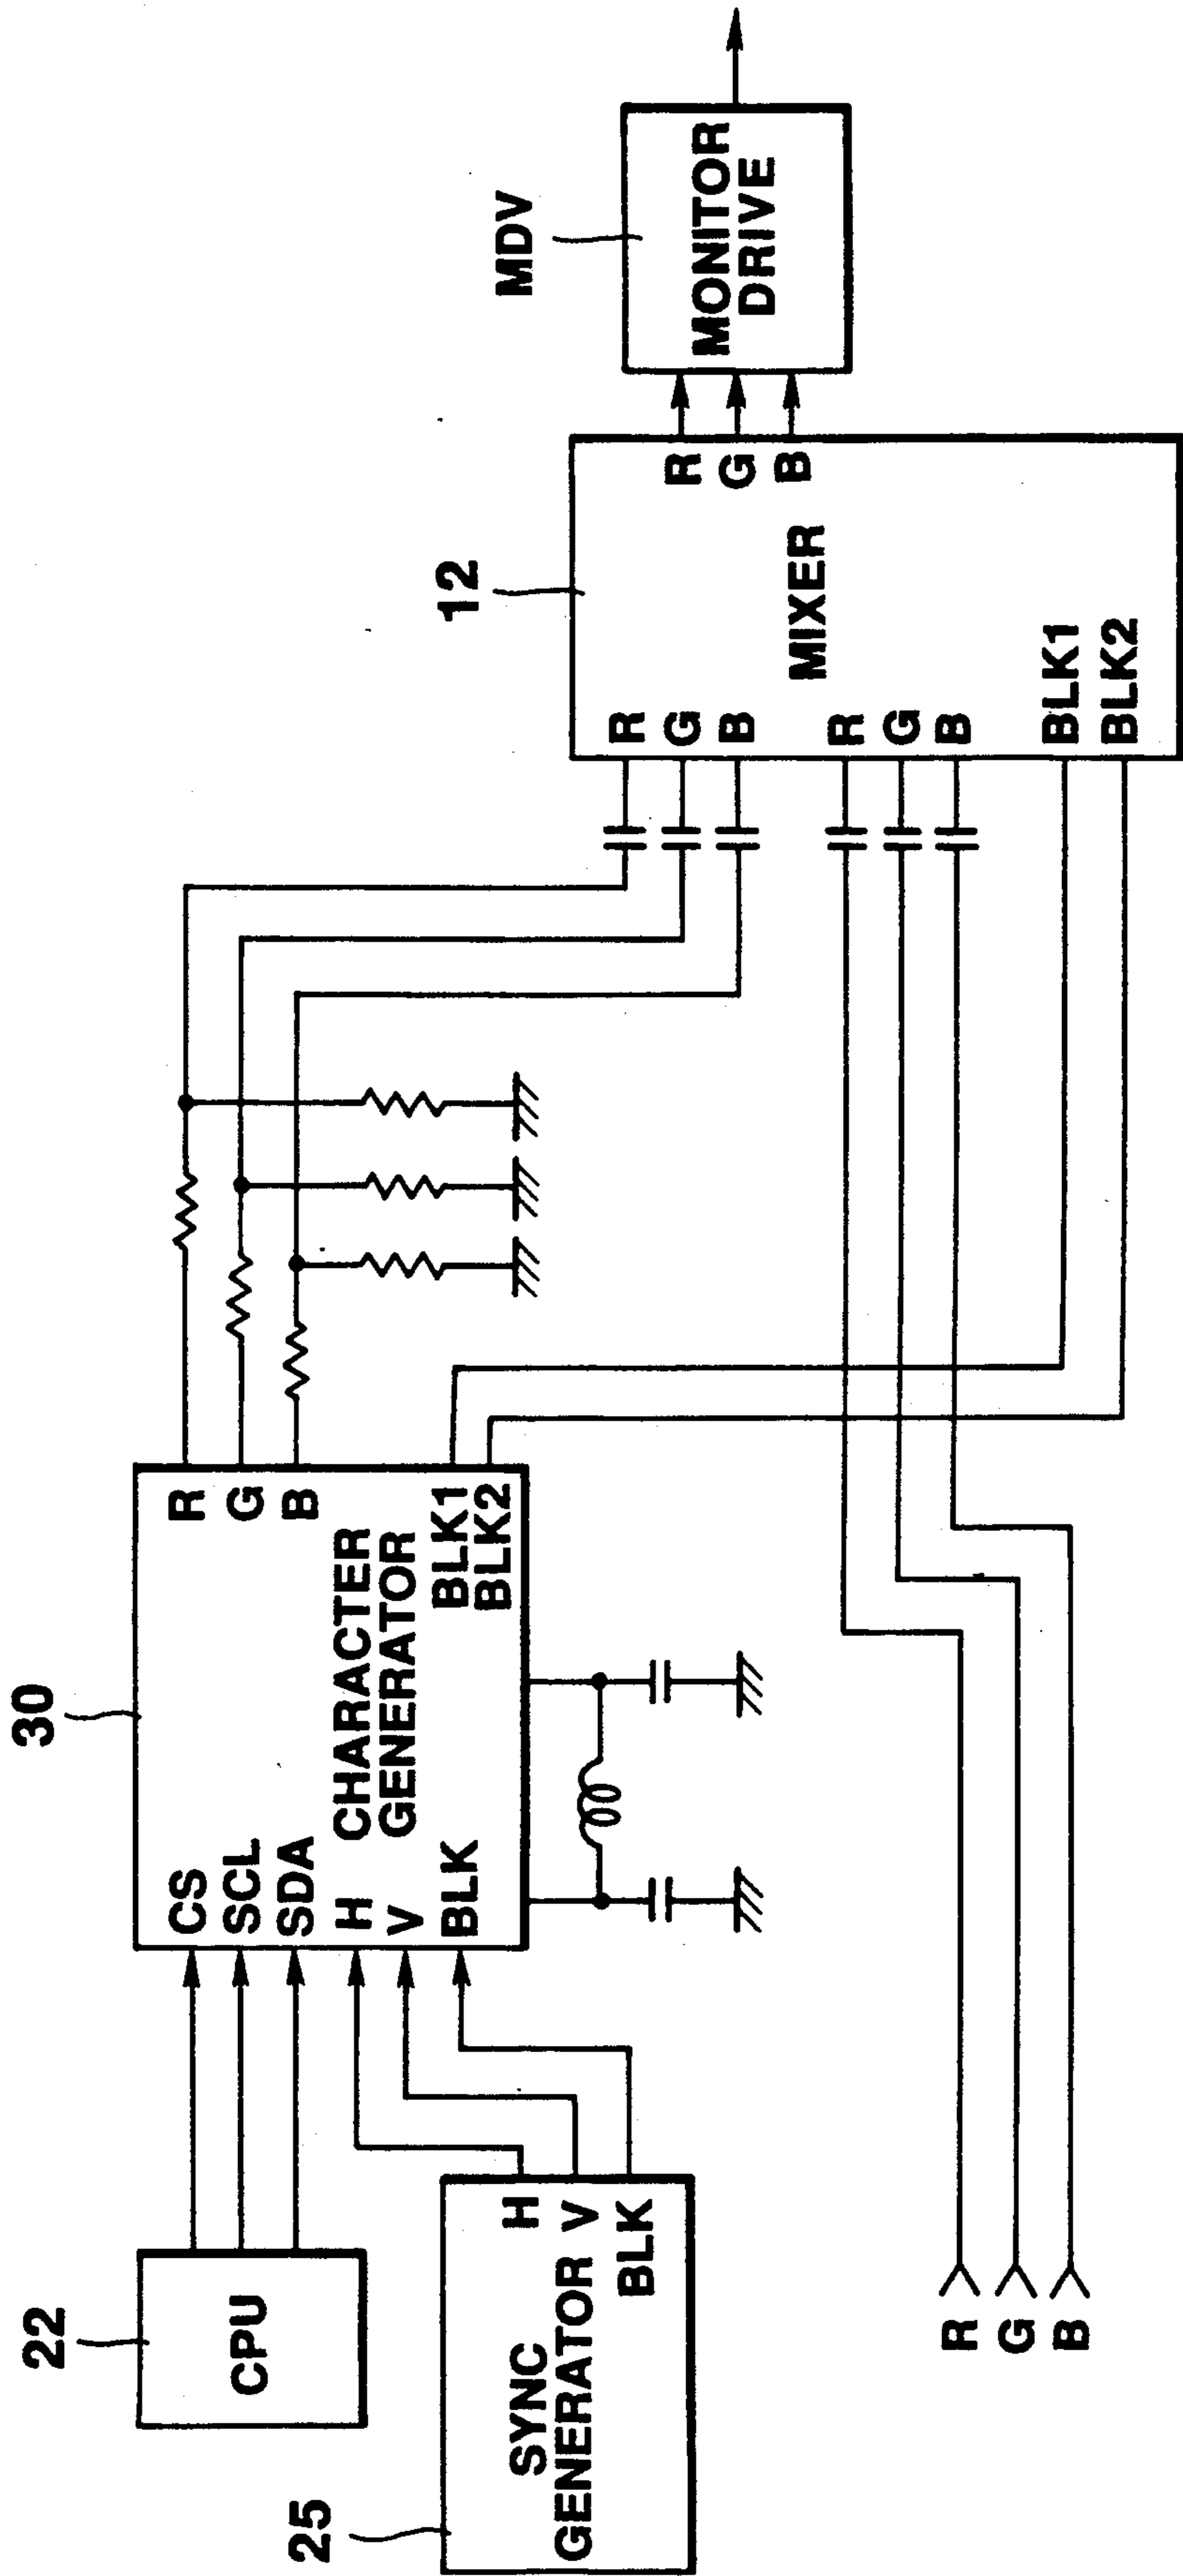 22
CPU
25
SYNC
GENERATOR
H
V
BLK
30
CS
SCL
SDA
H
V
BLK
CHARACTER
GENERATOR
R
G
B
BLK1
BLK2
R
G
B
12
R
G
B
R
G
B
BLK1
BLK2
MIXER
R
G
B
MDV
MONITOR
DRIVE